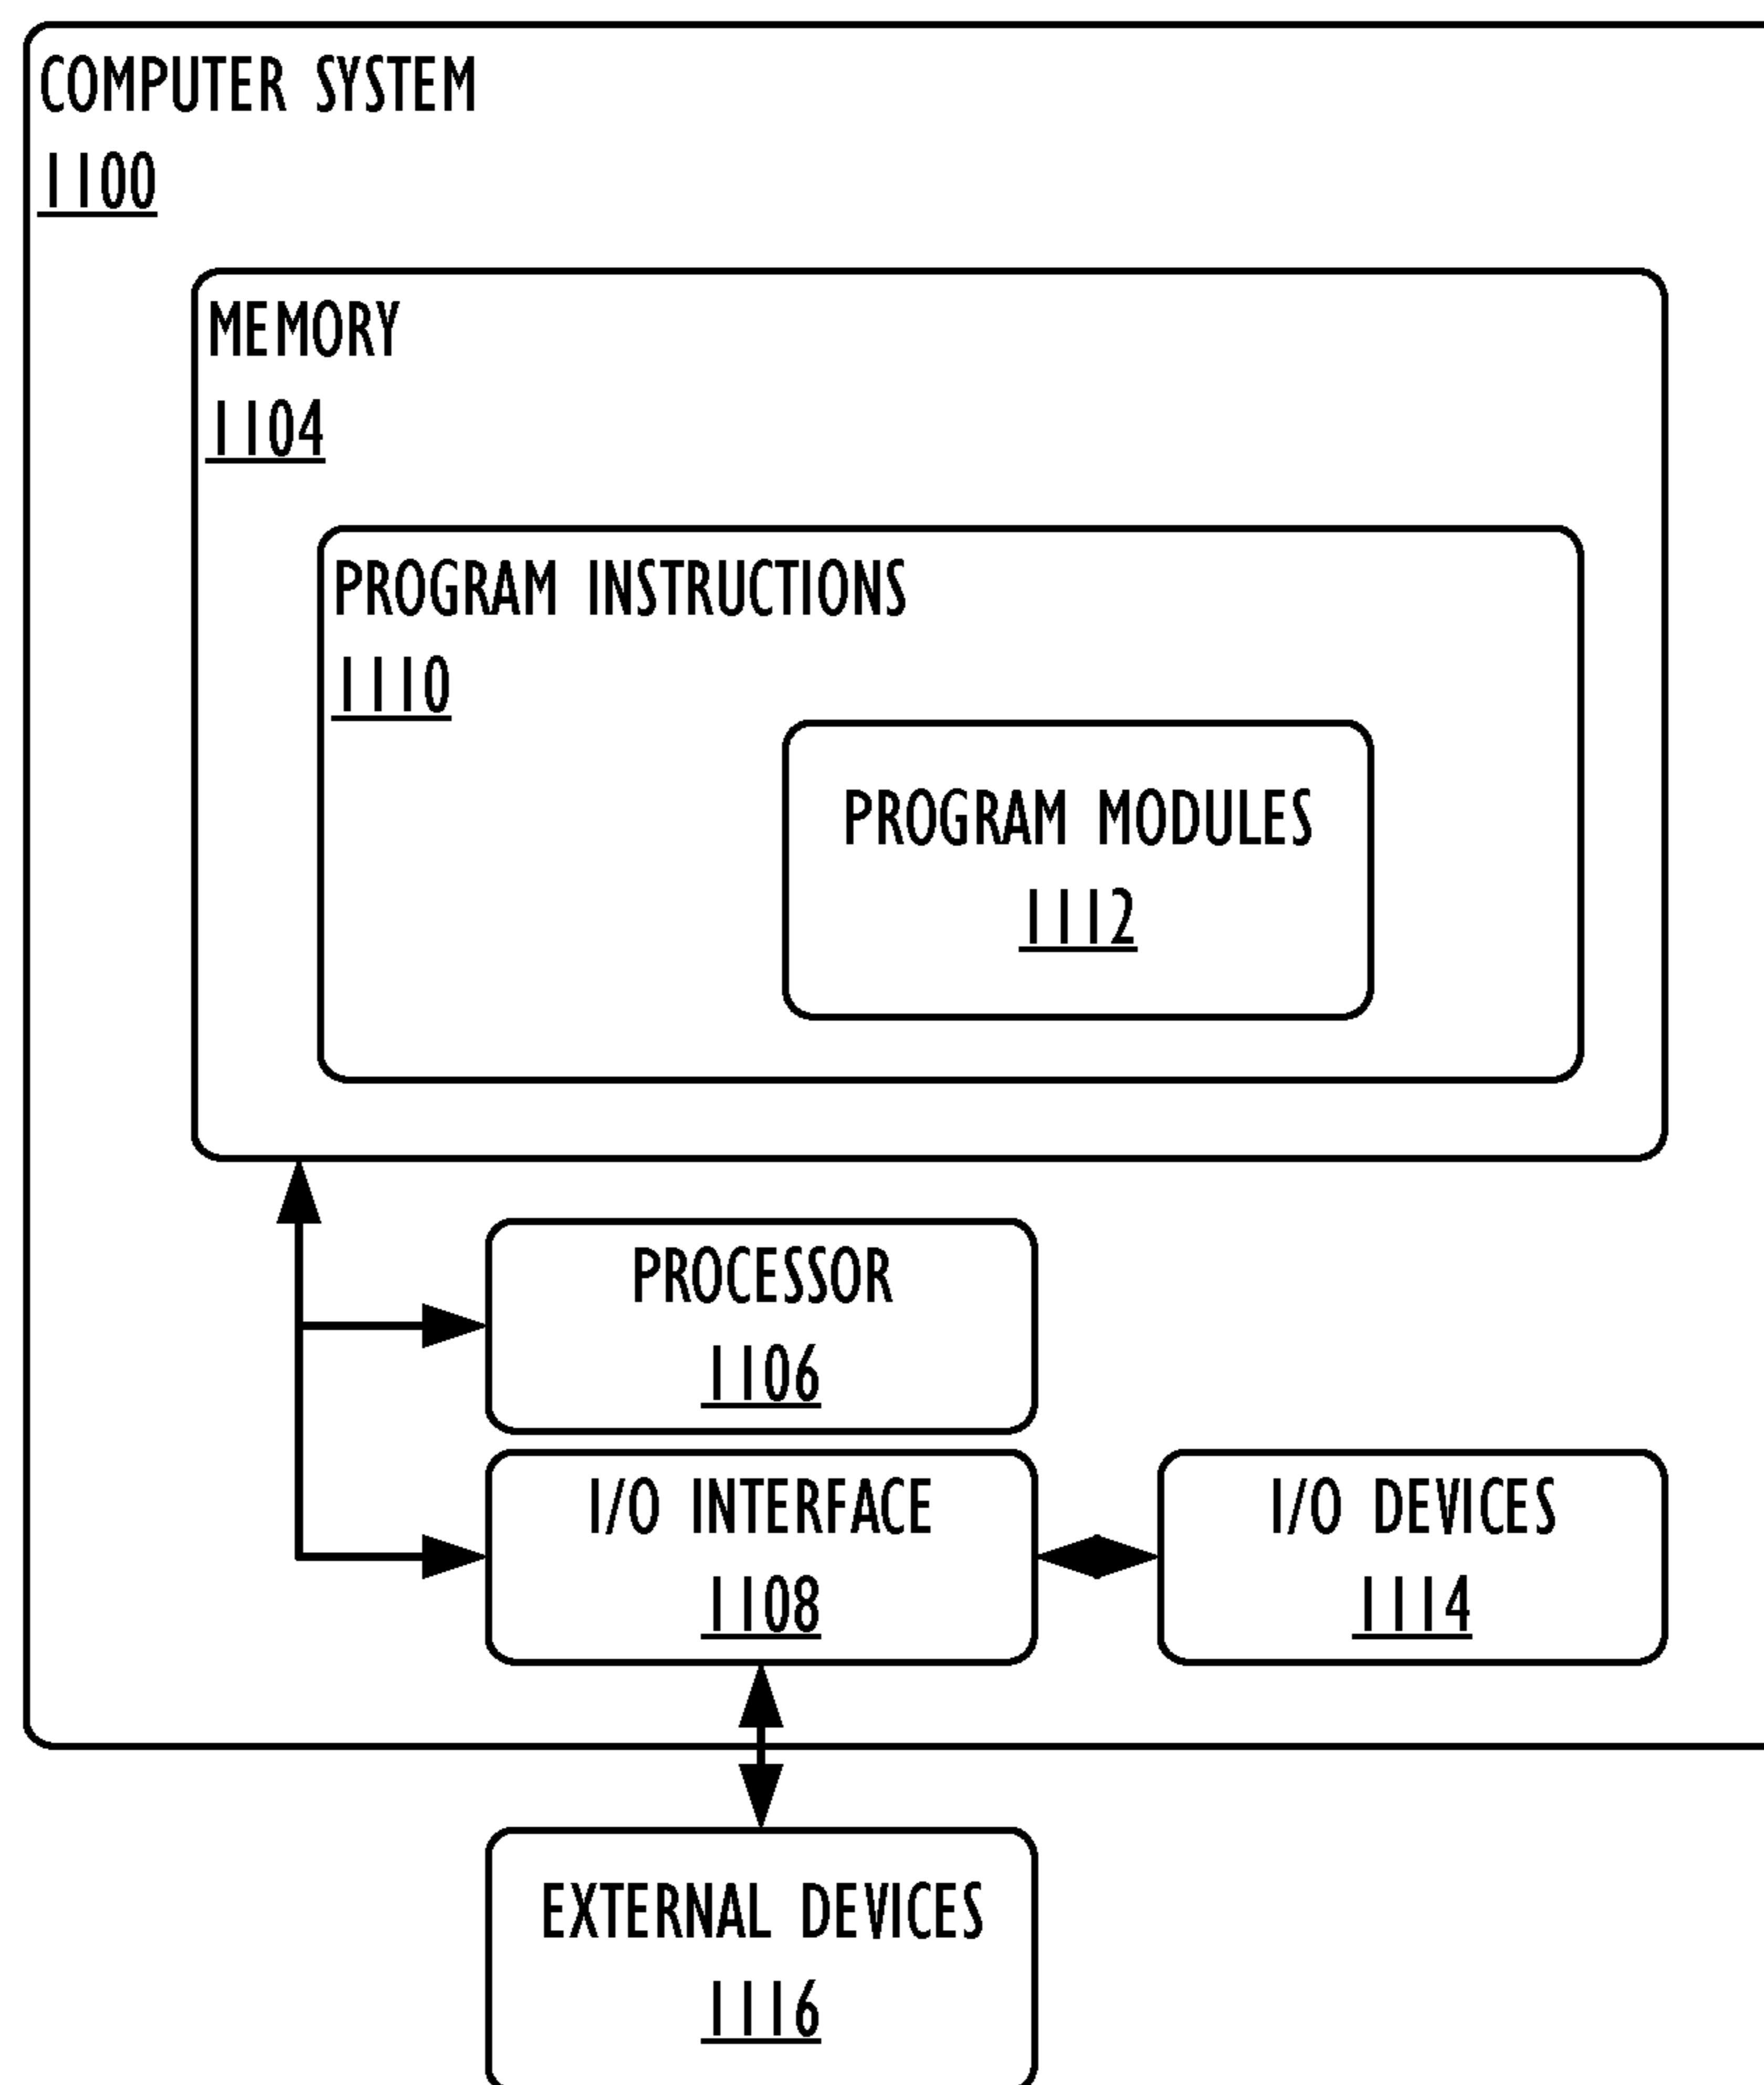 COMPUTER SYSTEM
1100
MEMORY
1104
PROGRAM INSTRUCTIONS
1110
PROGRAM MODULES
1112
PROCESSOR
1106
I/O INTERFACE
1108
I/O DEVICES
1114
EXTERNAL DEVICES
1116